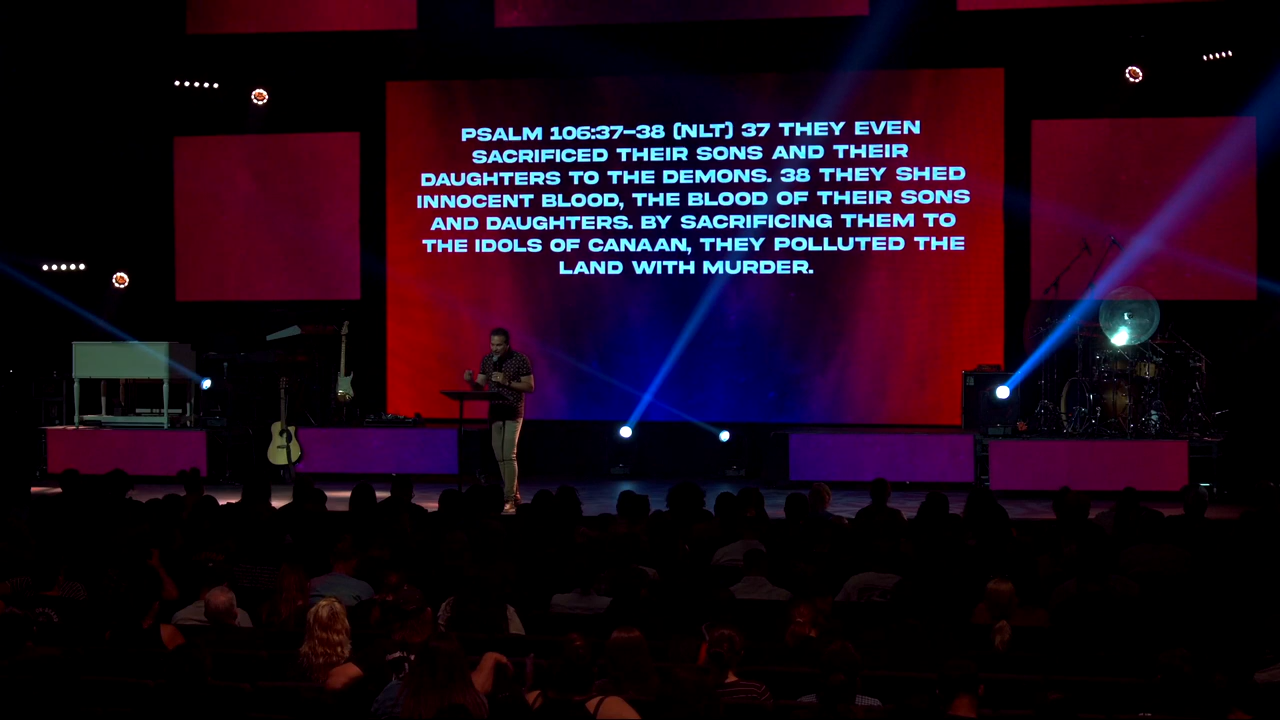 PSALM 106:37–38 (NLT) 37 THEY EVEN
SACRIFICED THEIR SONS AND THEIR
DAUGHTERS TO THE DEMONS. 38 THEY SHED
INNOCENT BLOOD, THE BLOOD OF THEIR SONS
AND DAUGHTERS. BY SACRIFICING THEM TO
THE IDOLS OF CANAAN, THEY POLLUTED THE
LAND WITH MURDER.